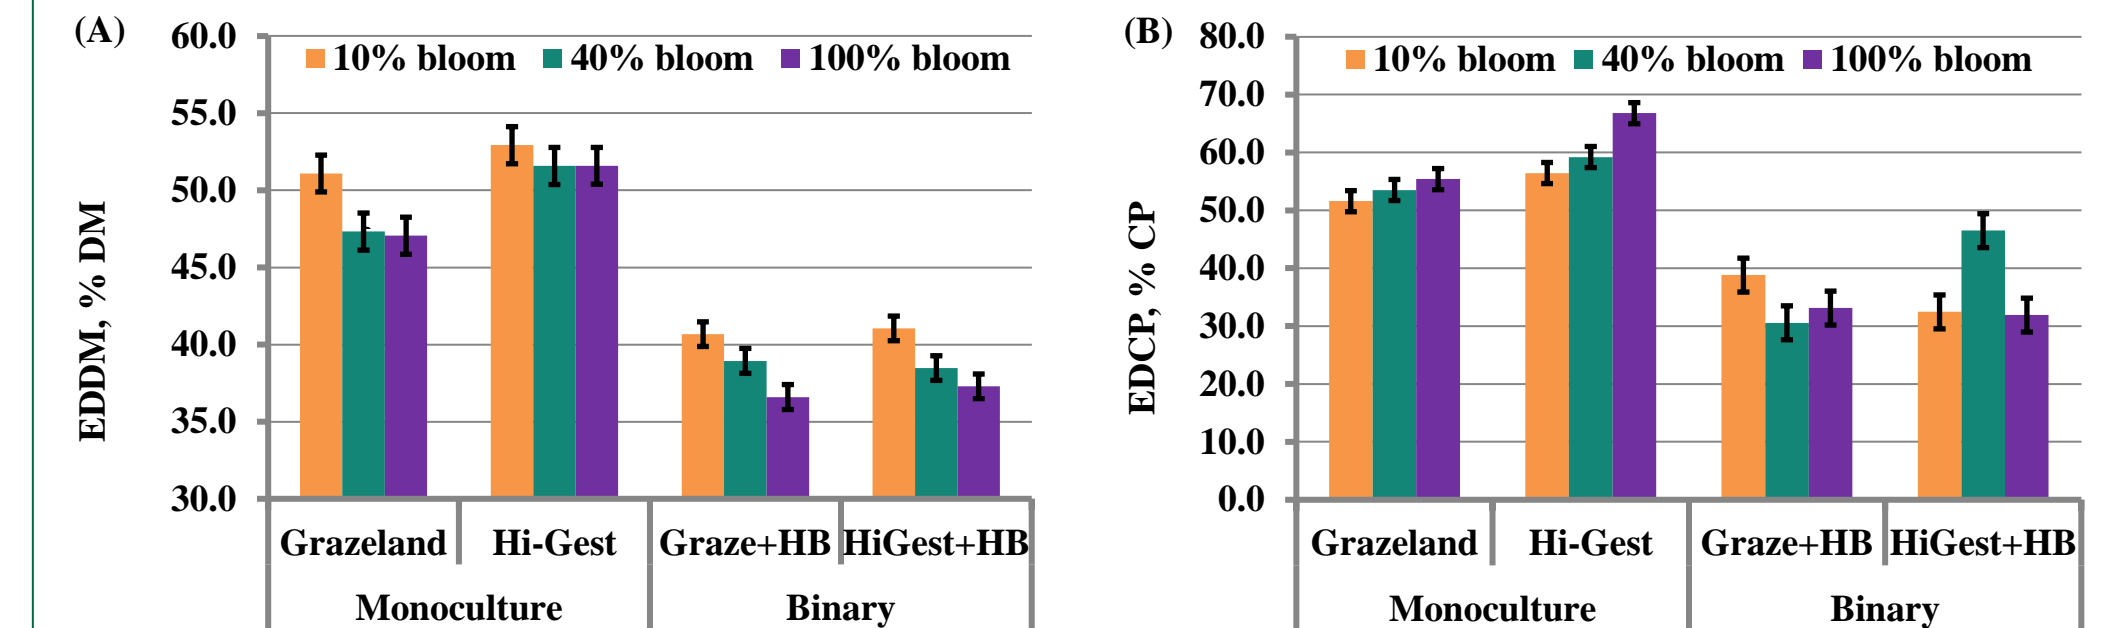 (A)
60.0
55.0
50.0
45.0
40.0
35.0
30.0
EDDM, % DM
10% bloom 40% bloom 100% bloom
Grazeland Hi-Gest Graze+HB HiGest+HB
Monoculture Binary
(B)
80.0
70.0
60.0
50.0
40.0
30.0
20.0
10.0
0.0
EDCP, % CP
10% bloom 40% bloom 100% bloom
Grazeland Hi-Gest Graze+HB HiGest+HB
Monoculture Binary